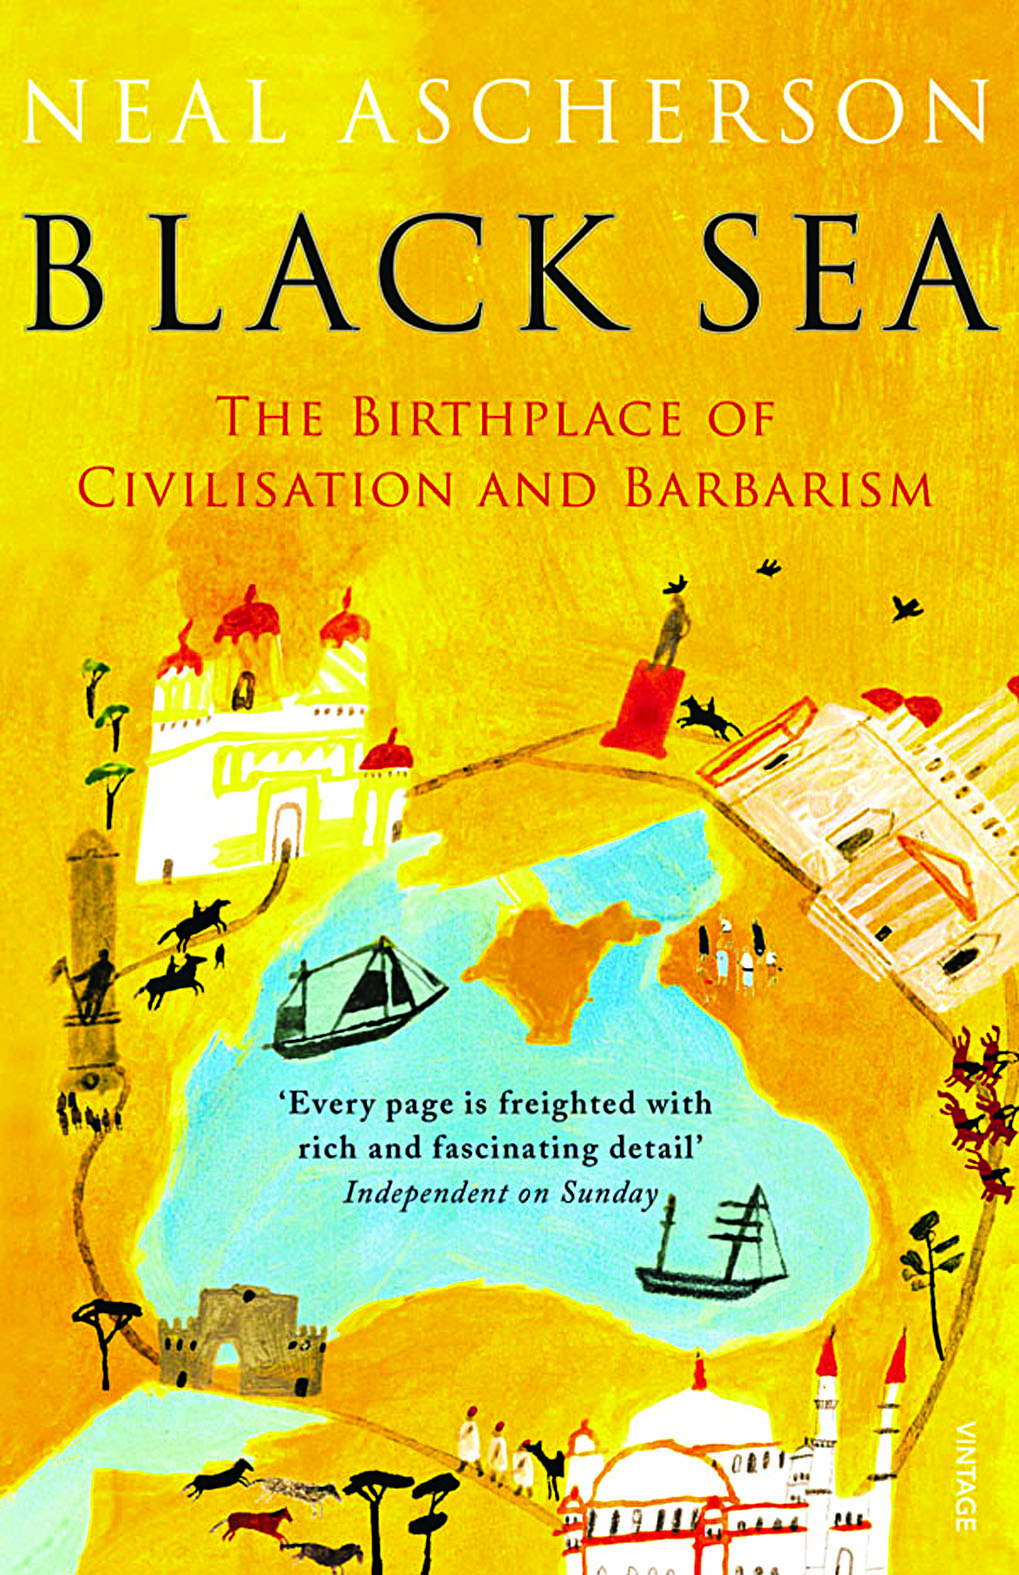 NEAL ASCHERSON
BLACK SEA
THE BIRTHPLACE OF
CIVILISATION AND BARBARISM
‘Every page is freighted with
rich and fascinating detail’
Independent on Sunday
VINTAGE